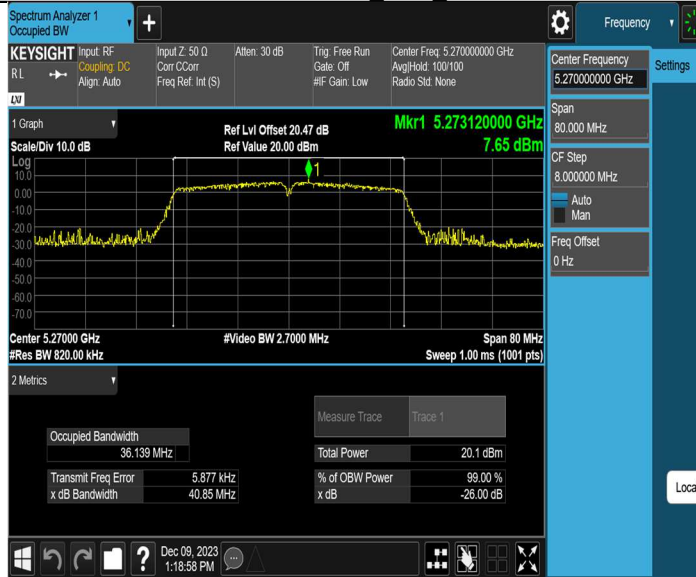 Spectrum Analyzer 1
Occupied BW
+
Frequency
KEYSIGHT
Input: RF
Coupling: DC
Align: Auto
Input Z: 50 Ω
Corr CCorr
Freq Ref: Int (S)
Atten: 30 dB
Trig: Free Run
Gate: Off
#IF Gain: Low
Center Freq: 5.270000000 GHz
Avg|Hold: 100/100
Radio Std: None
R L
LXI
Center Frequency
5.270000000 GHz
Settings
Span
80.000 MHz
CF Step
8.000000 MHz
Auto
Man
Freq Offset
0 Hz
Local
1 Graph
Scale/Div 10.0 dB
Ref Lvl Offset 20.47 dB
Ref Value 20.00 dBm
Mkr1 5.273120000 GHz
7.65 dBm
Log
1
10.0
0.00
-10.0
-20.0
-30.0
-40.0
-50.0
-60.0
-70.0
Center 5.27000 GHz
#Video BW 2.7000 MHz
Span 80 MHz
#Res BW 820.00 kHz
Sweep 1.00 ms (1001 pts)
2 Metrics
Measure Trace
Trace 1
Occupied Bandwidth
36.139 MHz
Total Power
20.1 dBm
Transmit Freq Error
5.877 kHz
% of OBW Power
99.00 %
x dB Bandwidth
40.85 MHz
x dB
-26.00 dB
?
Dec 09, 2023
1:18:58 PM